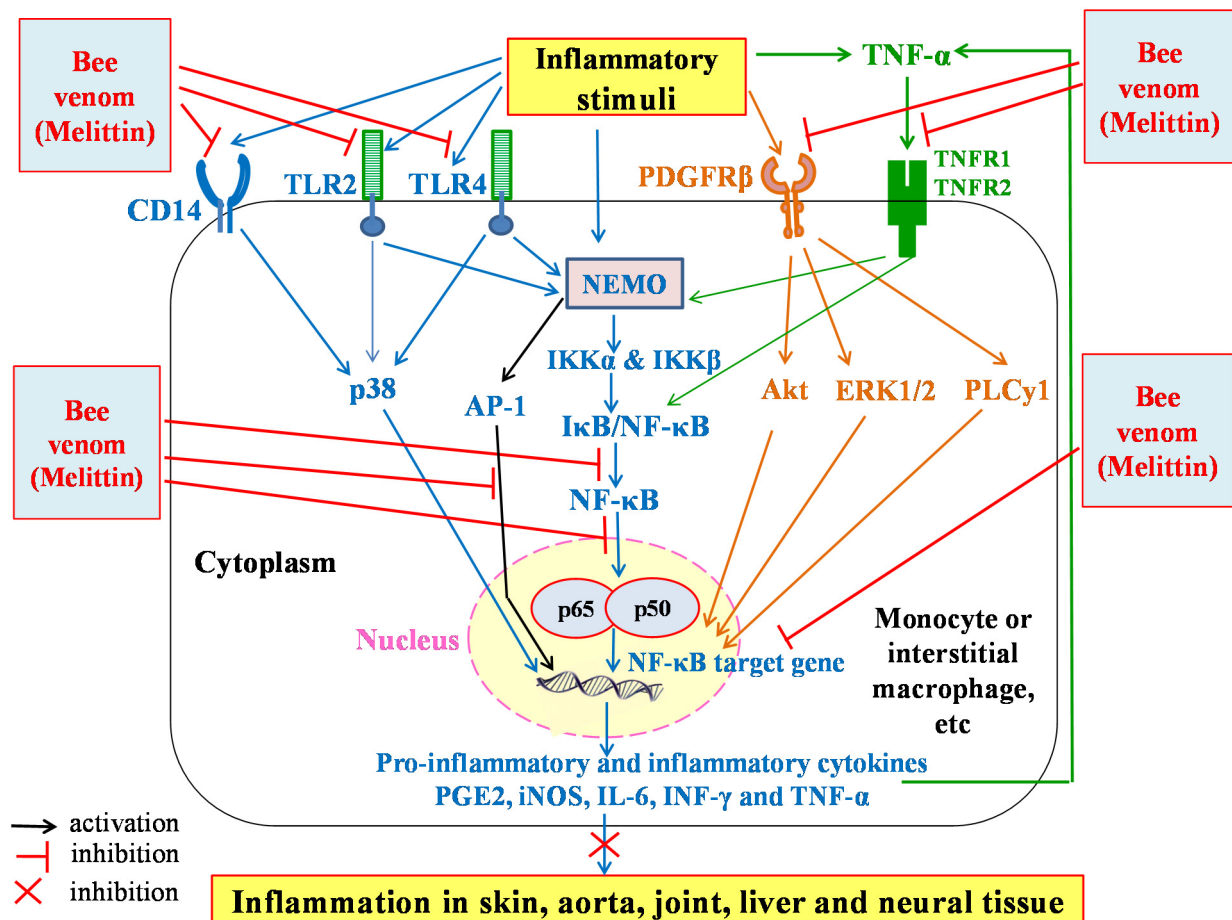 Bee
venom
(Melittin)
Inflammatory
stimuli
TNF-α
Bee
venom
(Melittin)
CD14
TLR2
TLR4
PDGFRβ
TNFR1
TNFR2
NEMO
IKKα & IKKβ
p38
AP-1
IκB/NF-κB
Akt
ERK1/2
PLCy1
Bee
venom
(Melittin)
Bee
venom
(Melittin)
NF-κB
Cytoplasm
p65
p50
Nucleus
NF-κB target gene
Monocyte or
interstitial
macrophage,
etc
Pro-inflammatory and inflammatory cytokines
PGE2, iNOS, IL-6, INF-γ and TNF-α
activation
inhibition
inhibition
Inflammation in skin, aorta, joint, liver and neural tissue